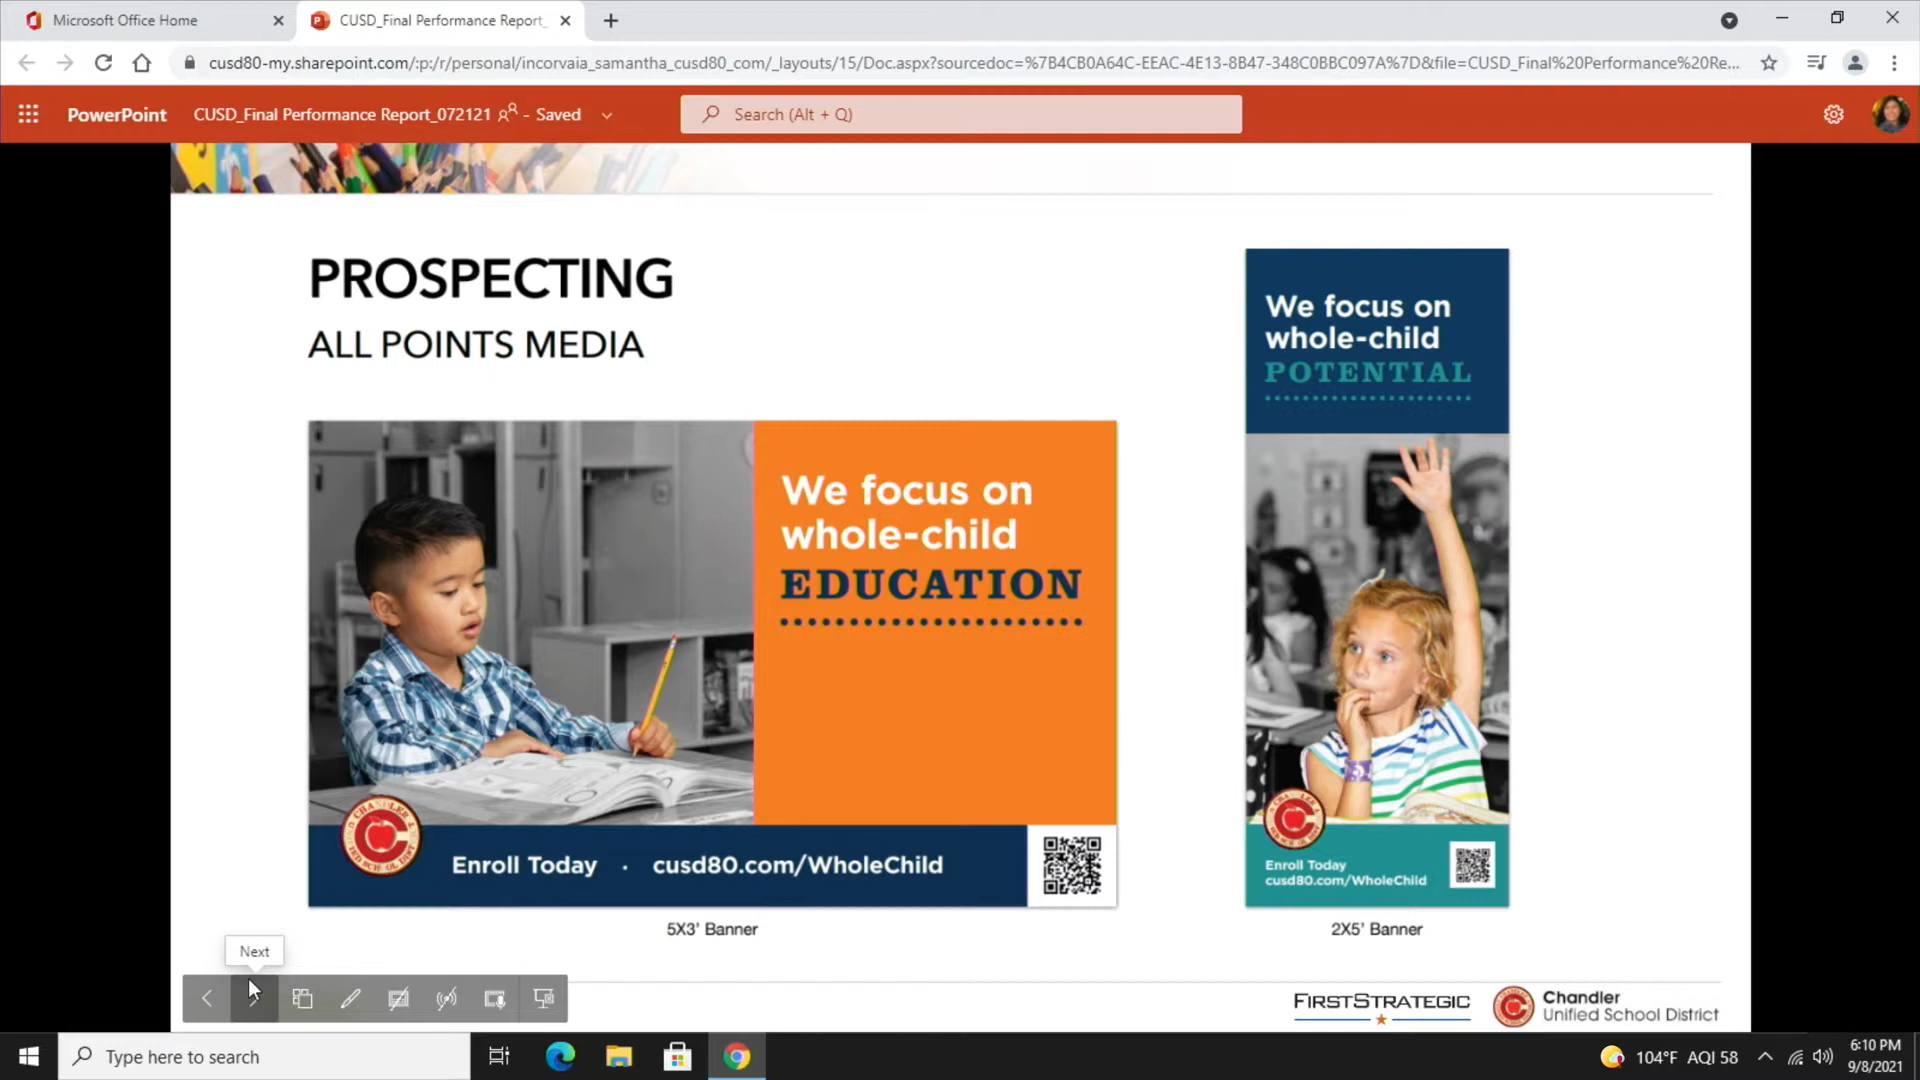 Microsoft Office Home
CUSD_Final Performance Report_
cusd80-my.sharepoint.com/:p:/r/personal/incorvaia_samantha_cusd80_com/_layouts/15/Doc.aspx?sourcedoc=%7B4CB0A64C-EEAC-4E13-8B47-348C0BBC097A%7D&file=CUSD_Final%20Performance%20Re...
PowerPoint
CUSD_Final Performance Report_072121 - Saved
Search (Alt + Q)
PROSPECTING
ALL POINTS MEDIA
We focus on
whole-child
EDUCATION
Enroll Today · cusd80.com/WholeChild
5X3' Banner
We focus on
whole-child
POTENTIAL
Enroll Today
cusd80.com/WholeChild
2X5' Banner
Next
FIRSTSTRATEGIC
Chandler
Unified School District
Type here to search
104°F AQI 58
6:10 PM
9/8/2021